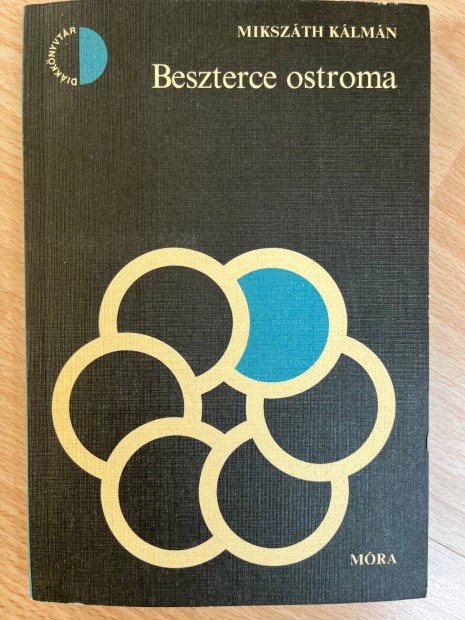 DIÁKKÖNYVTÁR
MIKSZÁTH KÁLMÁN
Beszterce ostroma
MÓRA